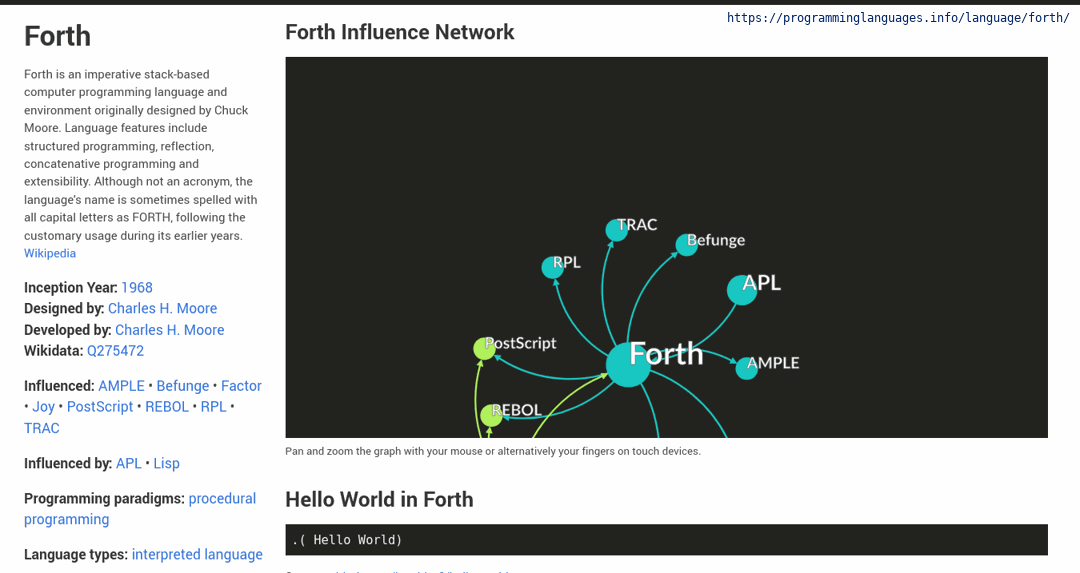 https://programminglanguages.info/language/forth/
Forth
Forth is an imperative stack-based
computer programming language and
environment originally designed by Chuck
Moore. Language features include
structured programming, reflection,
concatenative programming and
extensibility. Although not an acronym, the
language's name is sometimes spelled with
all capital letters as FORTH, following the
customary usage during its earlier years.
Wikipedia
Inception Year: 1968
Designed by: Charles H. Moore
Developed by: Charles H. Moore
Wikidata: Q275472
Influenced: AMPLE • Befunge • Factor
• Joy • PostScript • REBOL • RPL •
TRAC
Influenced by: APL • Lisp
Programming paradigms: procedural
programming
Language types: interpreted language
Forth Influence Network
TRAC
Befunge
RPL
APL
PostScript
Forth
AMPLE
REBOL
Pan and zoom the graph with your mouse or alternatively your fingers on touch devices.
Hello World in Forth
.( Hello World)